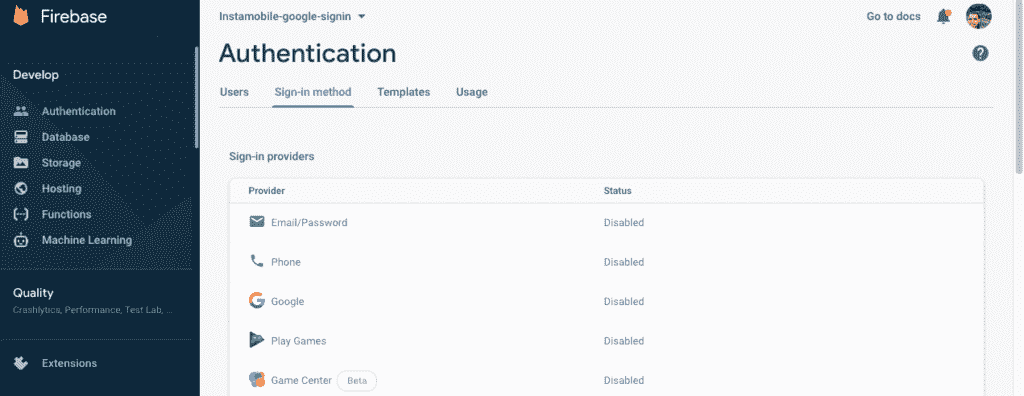 Firebase
Develop
Authentication
Database
Storage
Hosting
Functions
Machine Learning
Quality
Crashlytics, Performance, Test Lab, ...
Extensions
Instamobile-google-signin
Go to docs
Authentication
Users Sign-in method Templates Usage
Sign-in providers
Provider Status
Email/Password Disabled
Phone Disabled
Google Disabled
Play Games Disabled
Game Center Beta Disabled